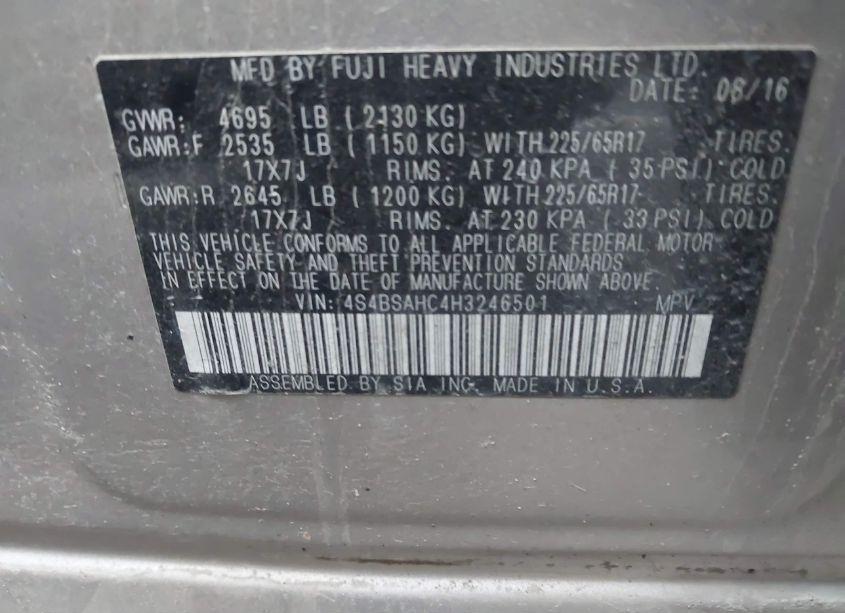 MFD BY FUJI HEAVY INDUSTRIES LTD.
DATE: 08/16
GVWR: 4695 LB ( 2130 KG)
GAWR:F 2535 LB ( 1150 KG) WITH 225/65R17 TIRES.
17X7J RIMS. AT 240 KPA ( 35 PSI) COLD
GAWR:R 2645 LB ( 1200 KG) WITH 225/65R17 TIRES.
17X7J RIMS. AT 230 KPA ( 33 PSI) COLD
THIS VEHICLE CONFORMS TO ALL APPLICABLE FEDERAL MOTOR
VEHICLE SAFETY AND THEFT PREVENTION STANDARDS
IN EFFECT ON THE DATE OF MANUFACTURE SHOWN ABOVE.
VIN: 4S4BSAHC4H3246501 MPV
ASSEMBLED BY SIA INC. MADE IN U.S.A.